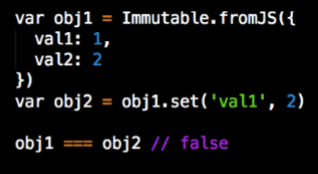 var obj1 = Immutable.fromJS({
  val1: 1,
  val2: 2
})
var obj2 = obj1.set('val1', 2)

obj1 === obj2 // false